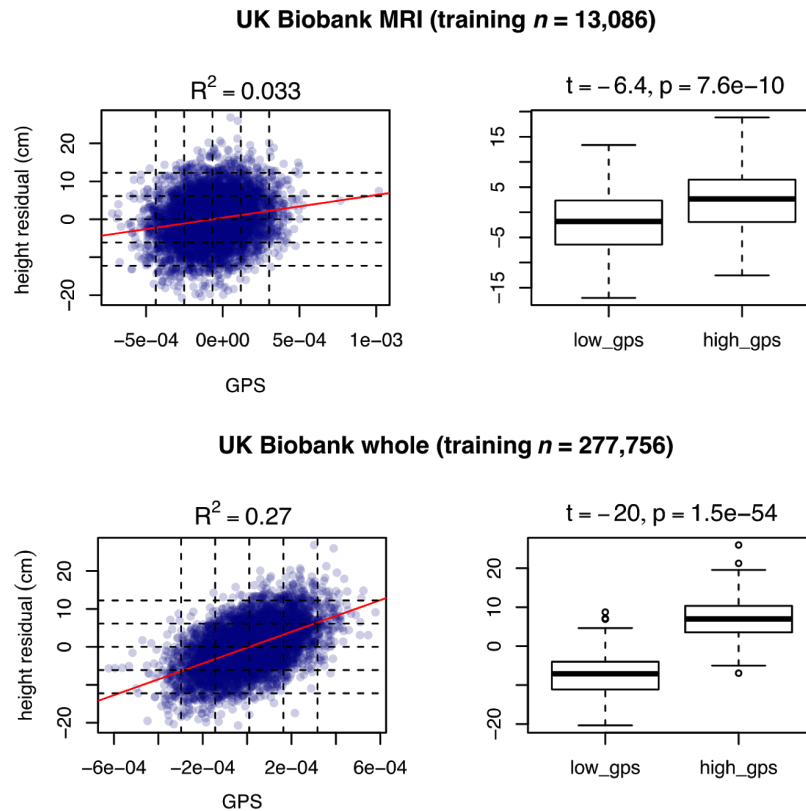 UK Biobank MRI (training n = 13,086)
R² = 0.033
height residual (cm)
20
10
0
−20
−5e−04 0e+00 5e−04 1e−03
GPS
t = −6.4, p = 7.6e−10
15
5
−5
−15
low_gps high_gps
UK Biobank whole (training n = 277,756)
R² = 0.27
height residual (cm)
20
10
0
−20
−6e−04 −2e−04 2e−04 6e−04
GPS
t = −20, p = 1.5e−54
20
10
0
−20
low_gps high_gps